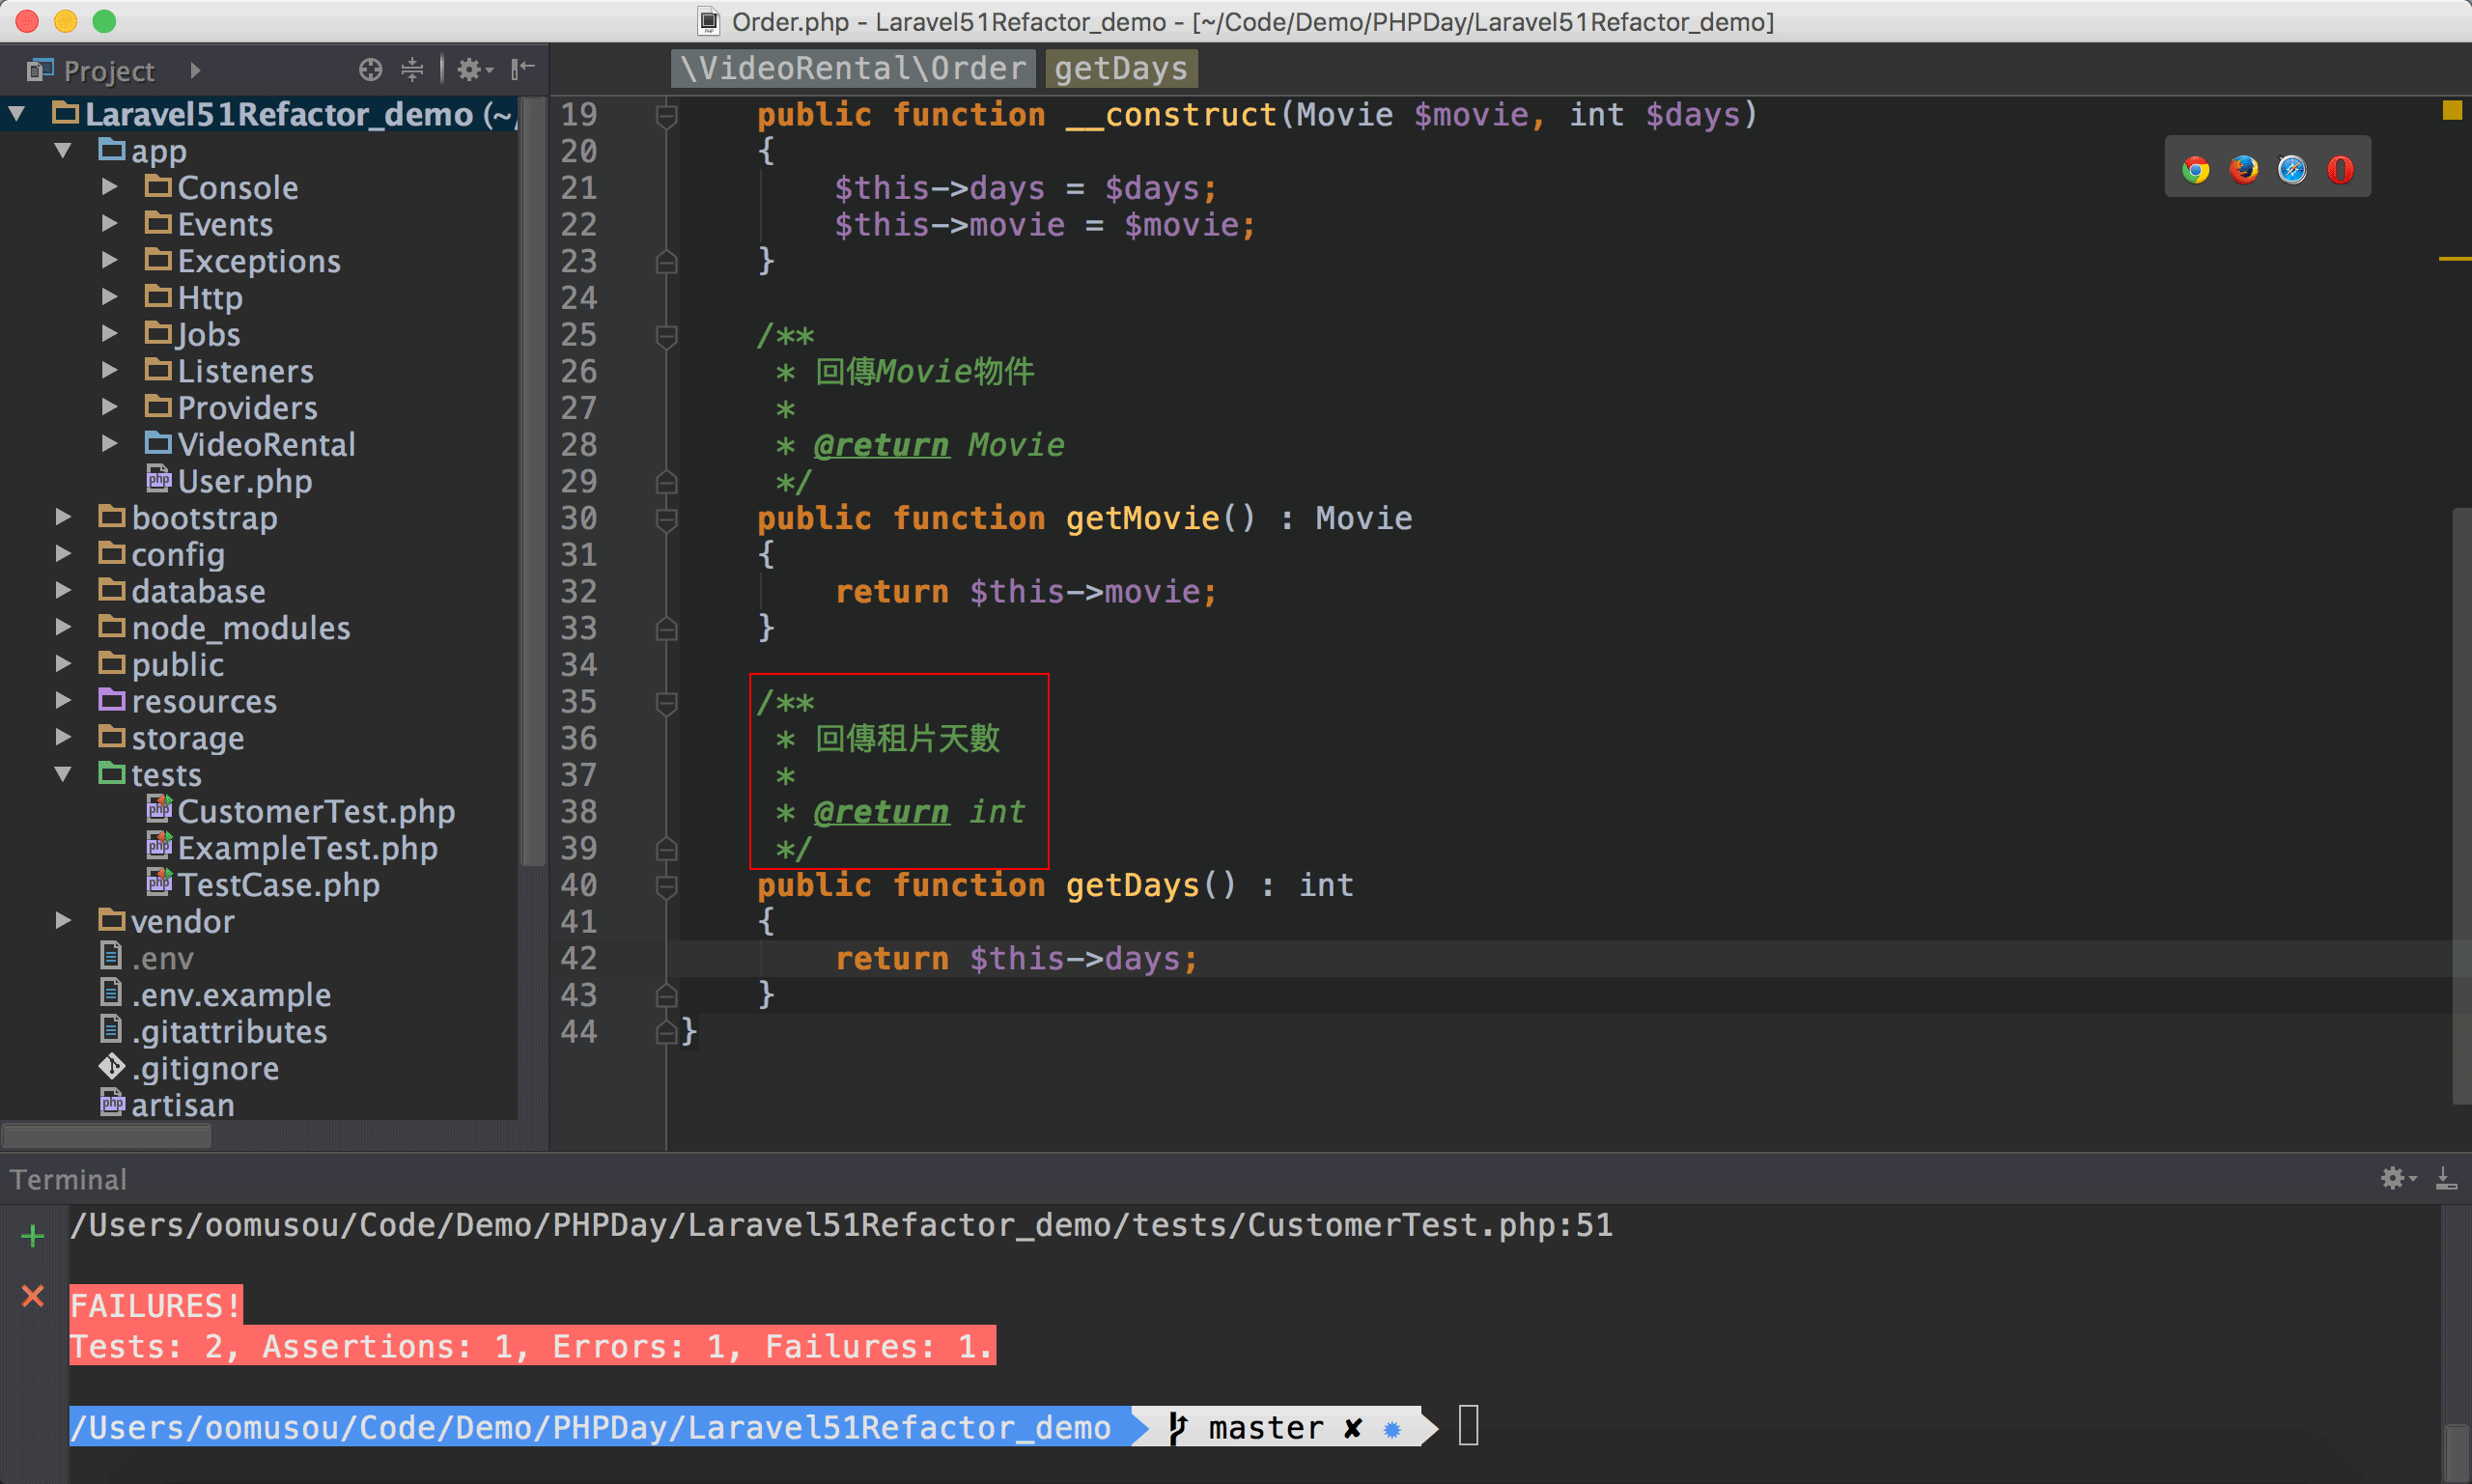 Order.php - Laravel51Refactor_demo - [~/Code/Demo/PHPDay/Laravel51Refactor_demo]
Project
\VideoRental\Order getDays
Laravel51Refactor_demo (~/
app
Console
Events
Exceptions
Http
Jobs
Listeners
Providers
VideoRental
User.php
bootstrap
config
database
node_modules
public
resources
storage
tests
CustomerTest.php
ExampleTest.php
TestCase.php
vendor
.env
.env.example
.gitattributes
.gitignore
artisan
19 public function __construct(Movie $movie, int $days)
20 {
21 $this->days = $days;
22 $this->movie = $movie;
23 }
24
25 /**
26 * 回傳Movie物件
27 *
28 * @return Movie
29 */
30 public function getMovie() : Movie
31 {
32 return $this->movie;
33 }
34
35 /**
36 * 回傳租片天數
37 *
38 * @return int
39 */
40 public function getDays() : int
41 {
42 return $this->days;
43 }
44 }
Terminal
/Users/oomusou/Code/Demo/PHPDay/Laravel51Refactor_demo/tests/CustomerTest.php:51
FAILURES!
Tests: 2, Assertions: 1, Errors: 1, Failures: 1.
/Users/oomusou/Code/Demo/PHPDay/Laravel51Refactor_demo master ✘ ✹